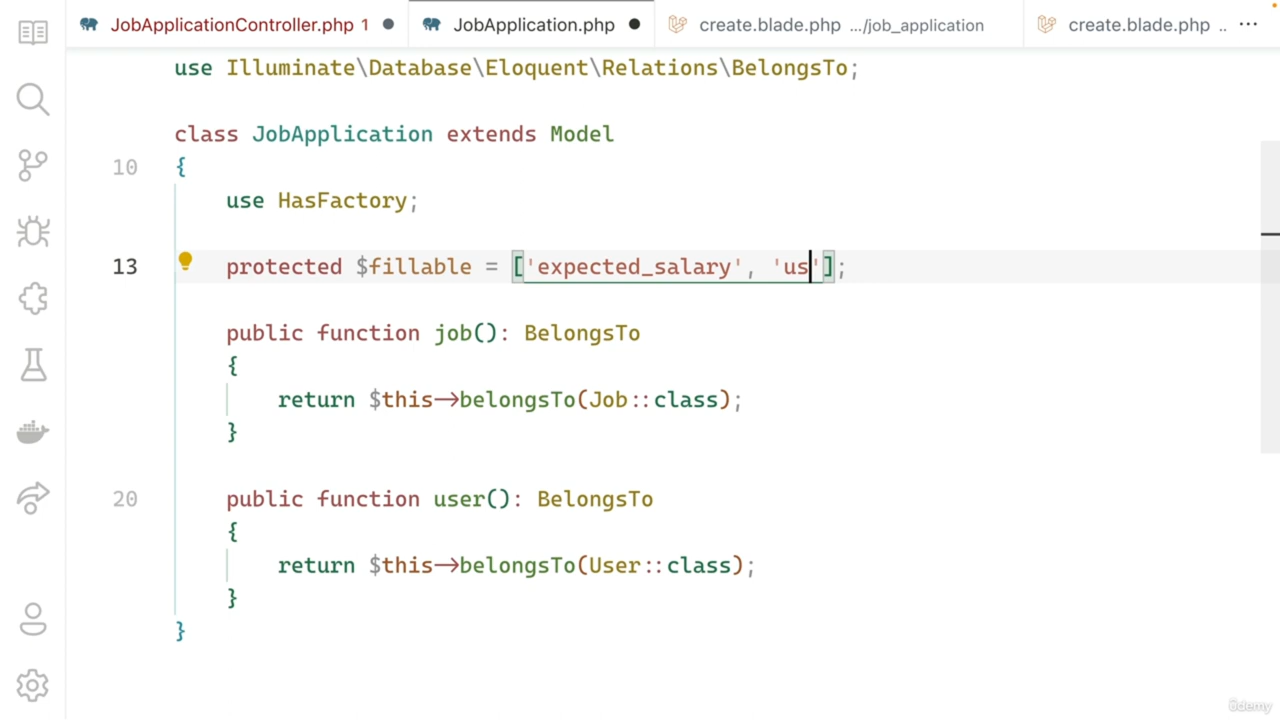 JobApplicationController.php 1 JobApplication.php create.blade.php .../job_application create.blade.php .. ...
use Illuminate\Database\Eloquent\Relations\BelongsTo;
class JobApplication extends Model
10 {
use HasFactory;
13 protected $fillable = ['expected_salary', 'us'];
public function job(): BelongsTo
{
return $this->belongsTo(Job::class);
}
20 public function user(): BelongsTo
{
return $this->belongsTo(User::class);
}
}
ûdemy